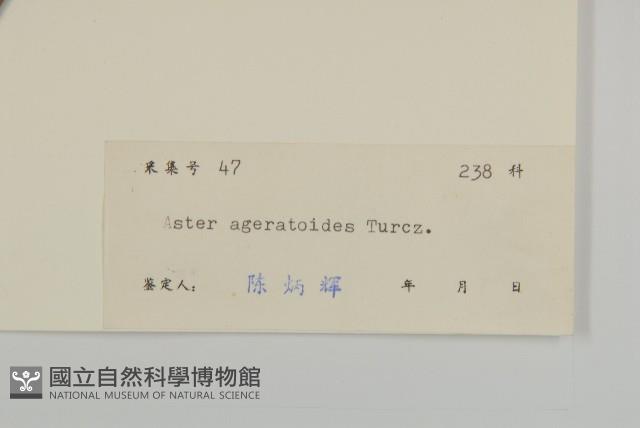 采集号 47 238 科
Aster ageratoides Turcz.
鉴定人: 陈炳辉 年 月 日
國立自然科學博物館
NATIONAL MUSEUM OF NATURAL SCIENCE